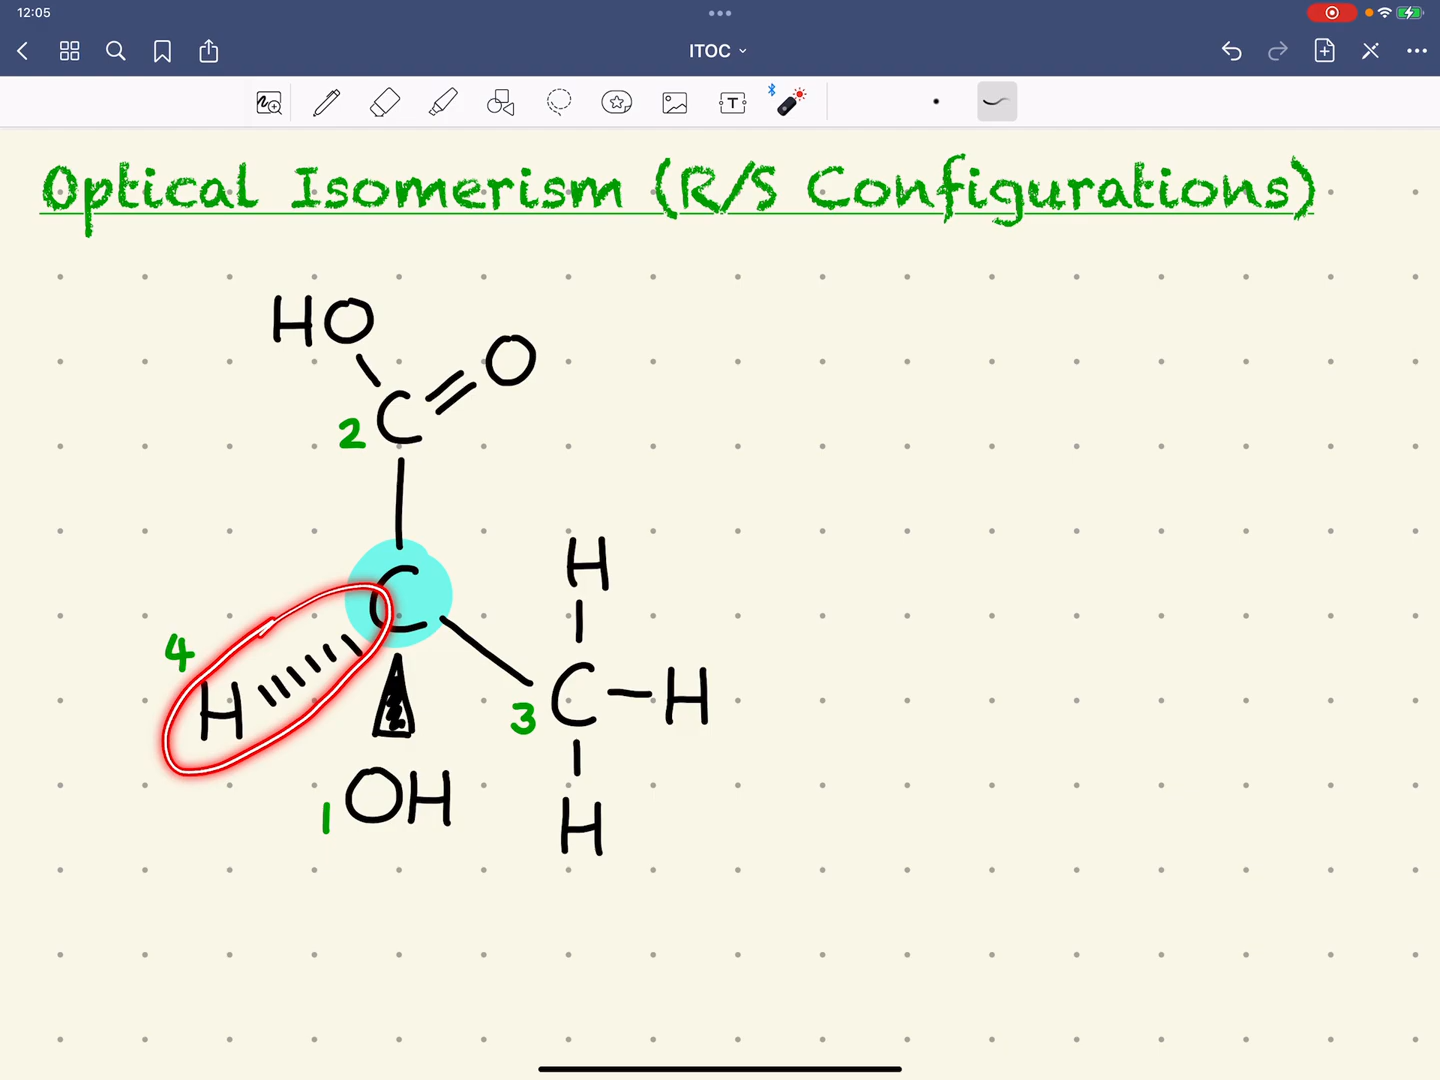 12:05
ITOC
T
Optical Isomerism (R/S Configurations)
HO
O
2 C
C
H
4
H
3 C - H
1 OH
H